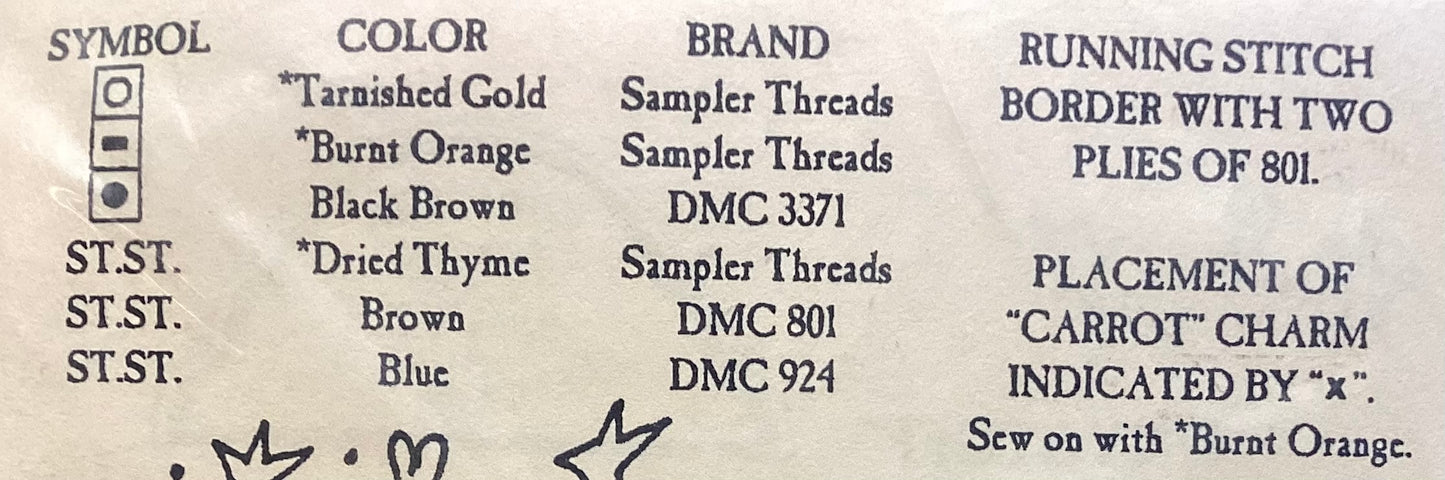 SYMBOL COLOR BRAND
*Tarnished Gold Sampler Threads
*Burnt Orange Sampler Threads
Black Brown DMC 3371
ST.ST. *Dried Thyme Sampler Threads
ST.ST. Brown DMC 801
ST.ST. Blue DMC 924
RUNNING STITCH
BORDER WITH TWO
PLIES OF 801.
PLACEMENT OF
“CARROT” CHARM
INDICATED BY “x”.
Sew on with *Burnt Orange.